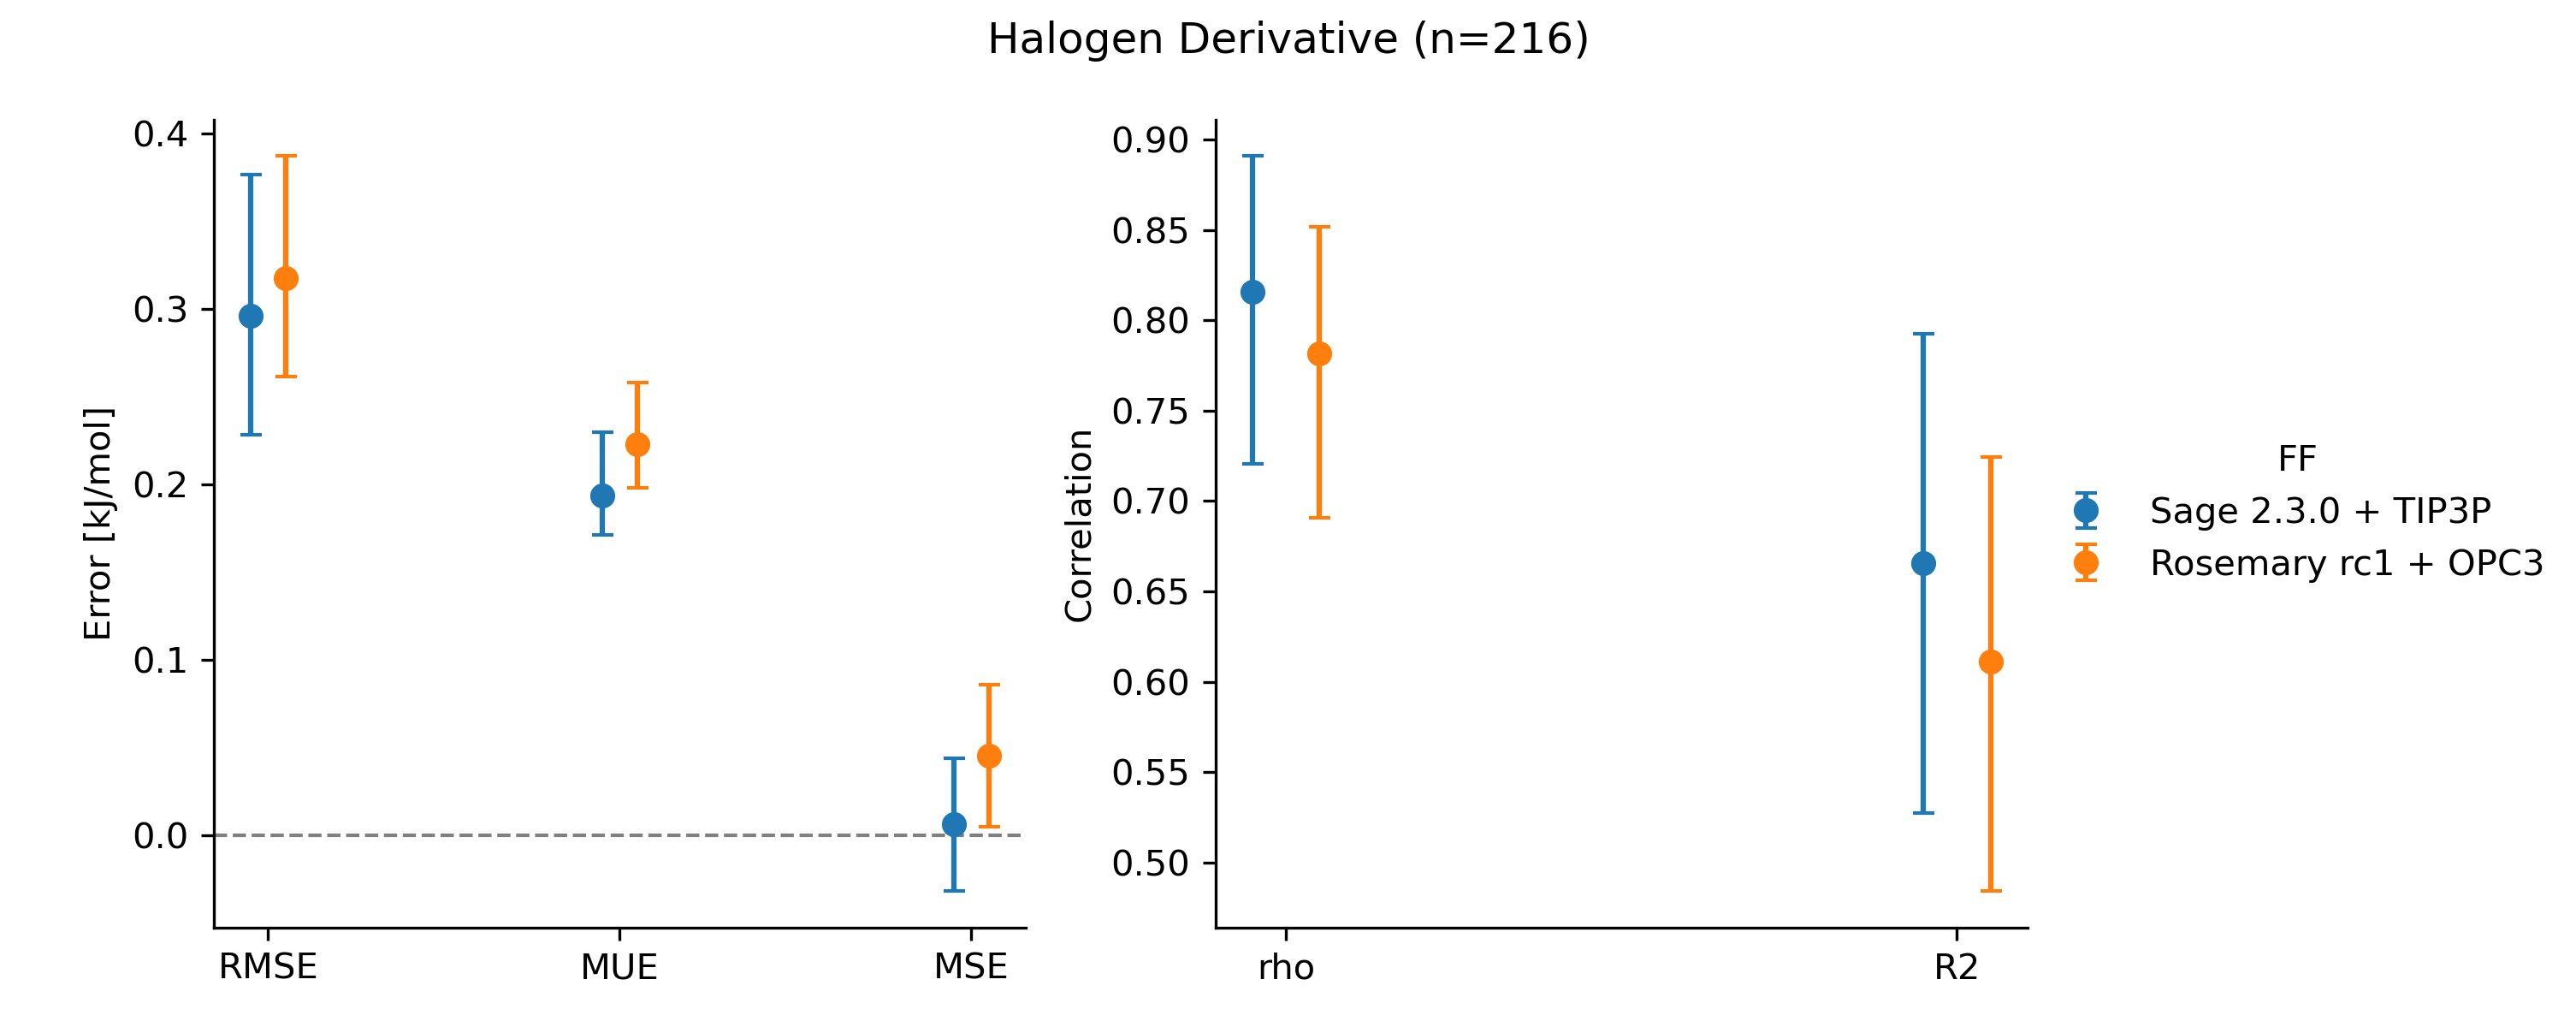 Halogen Derivative (n=216)
Error [kJ/mol]
0.4
0.3
0.2
0.1
0.0
RMSE
MUE
MSE
Correlation
0.90
0.85
0.80
0.75
0.70
0.65
0.60
0.55
0.50
rho
R2
FF
Sage 2.3.0 + TIP3P
Rosemary rc1 + OPC3